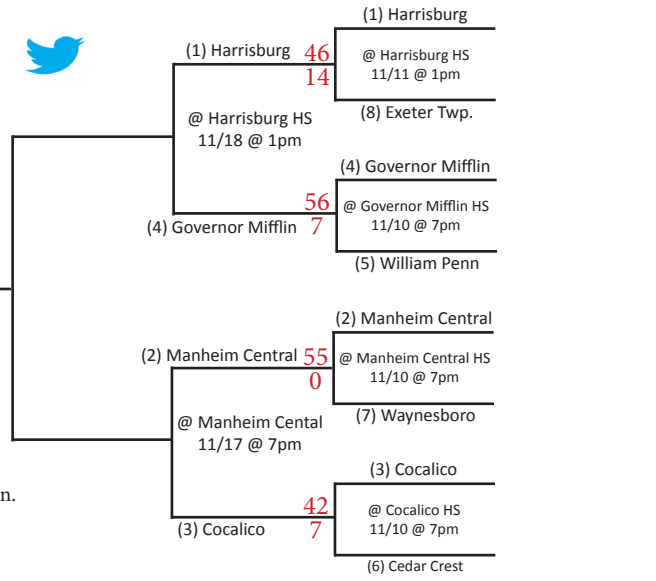 (1) Harrisburg
(1) Harrisburg 46
14
@ Harrisburg HS
11/11 @ 1pm
(8) Exeter Twp.
@ Harrisburg HS
11/18 @ 1pm
(4) Governor Mifflin
56
@ Governor Mifflin HS
11/10 @ 7pm
(4) Governor Mifflin 7
(5) William Penn
(2) Manheim Central
(2) Manheim Central 55
0
@ Manheim Central HS
11/10 @ 7pm
(7) Waynesboro
@ Manheim Cental
11/17 @ 7pm
(3) Cocalico
42
@ Cocalico HS
11/10 @ 7pm
(3) Cocalico 7
(6) Cedar Crest
n.